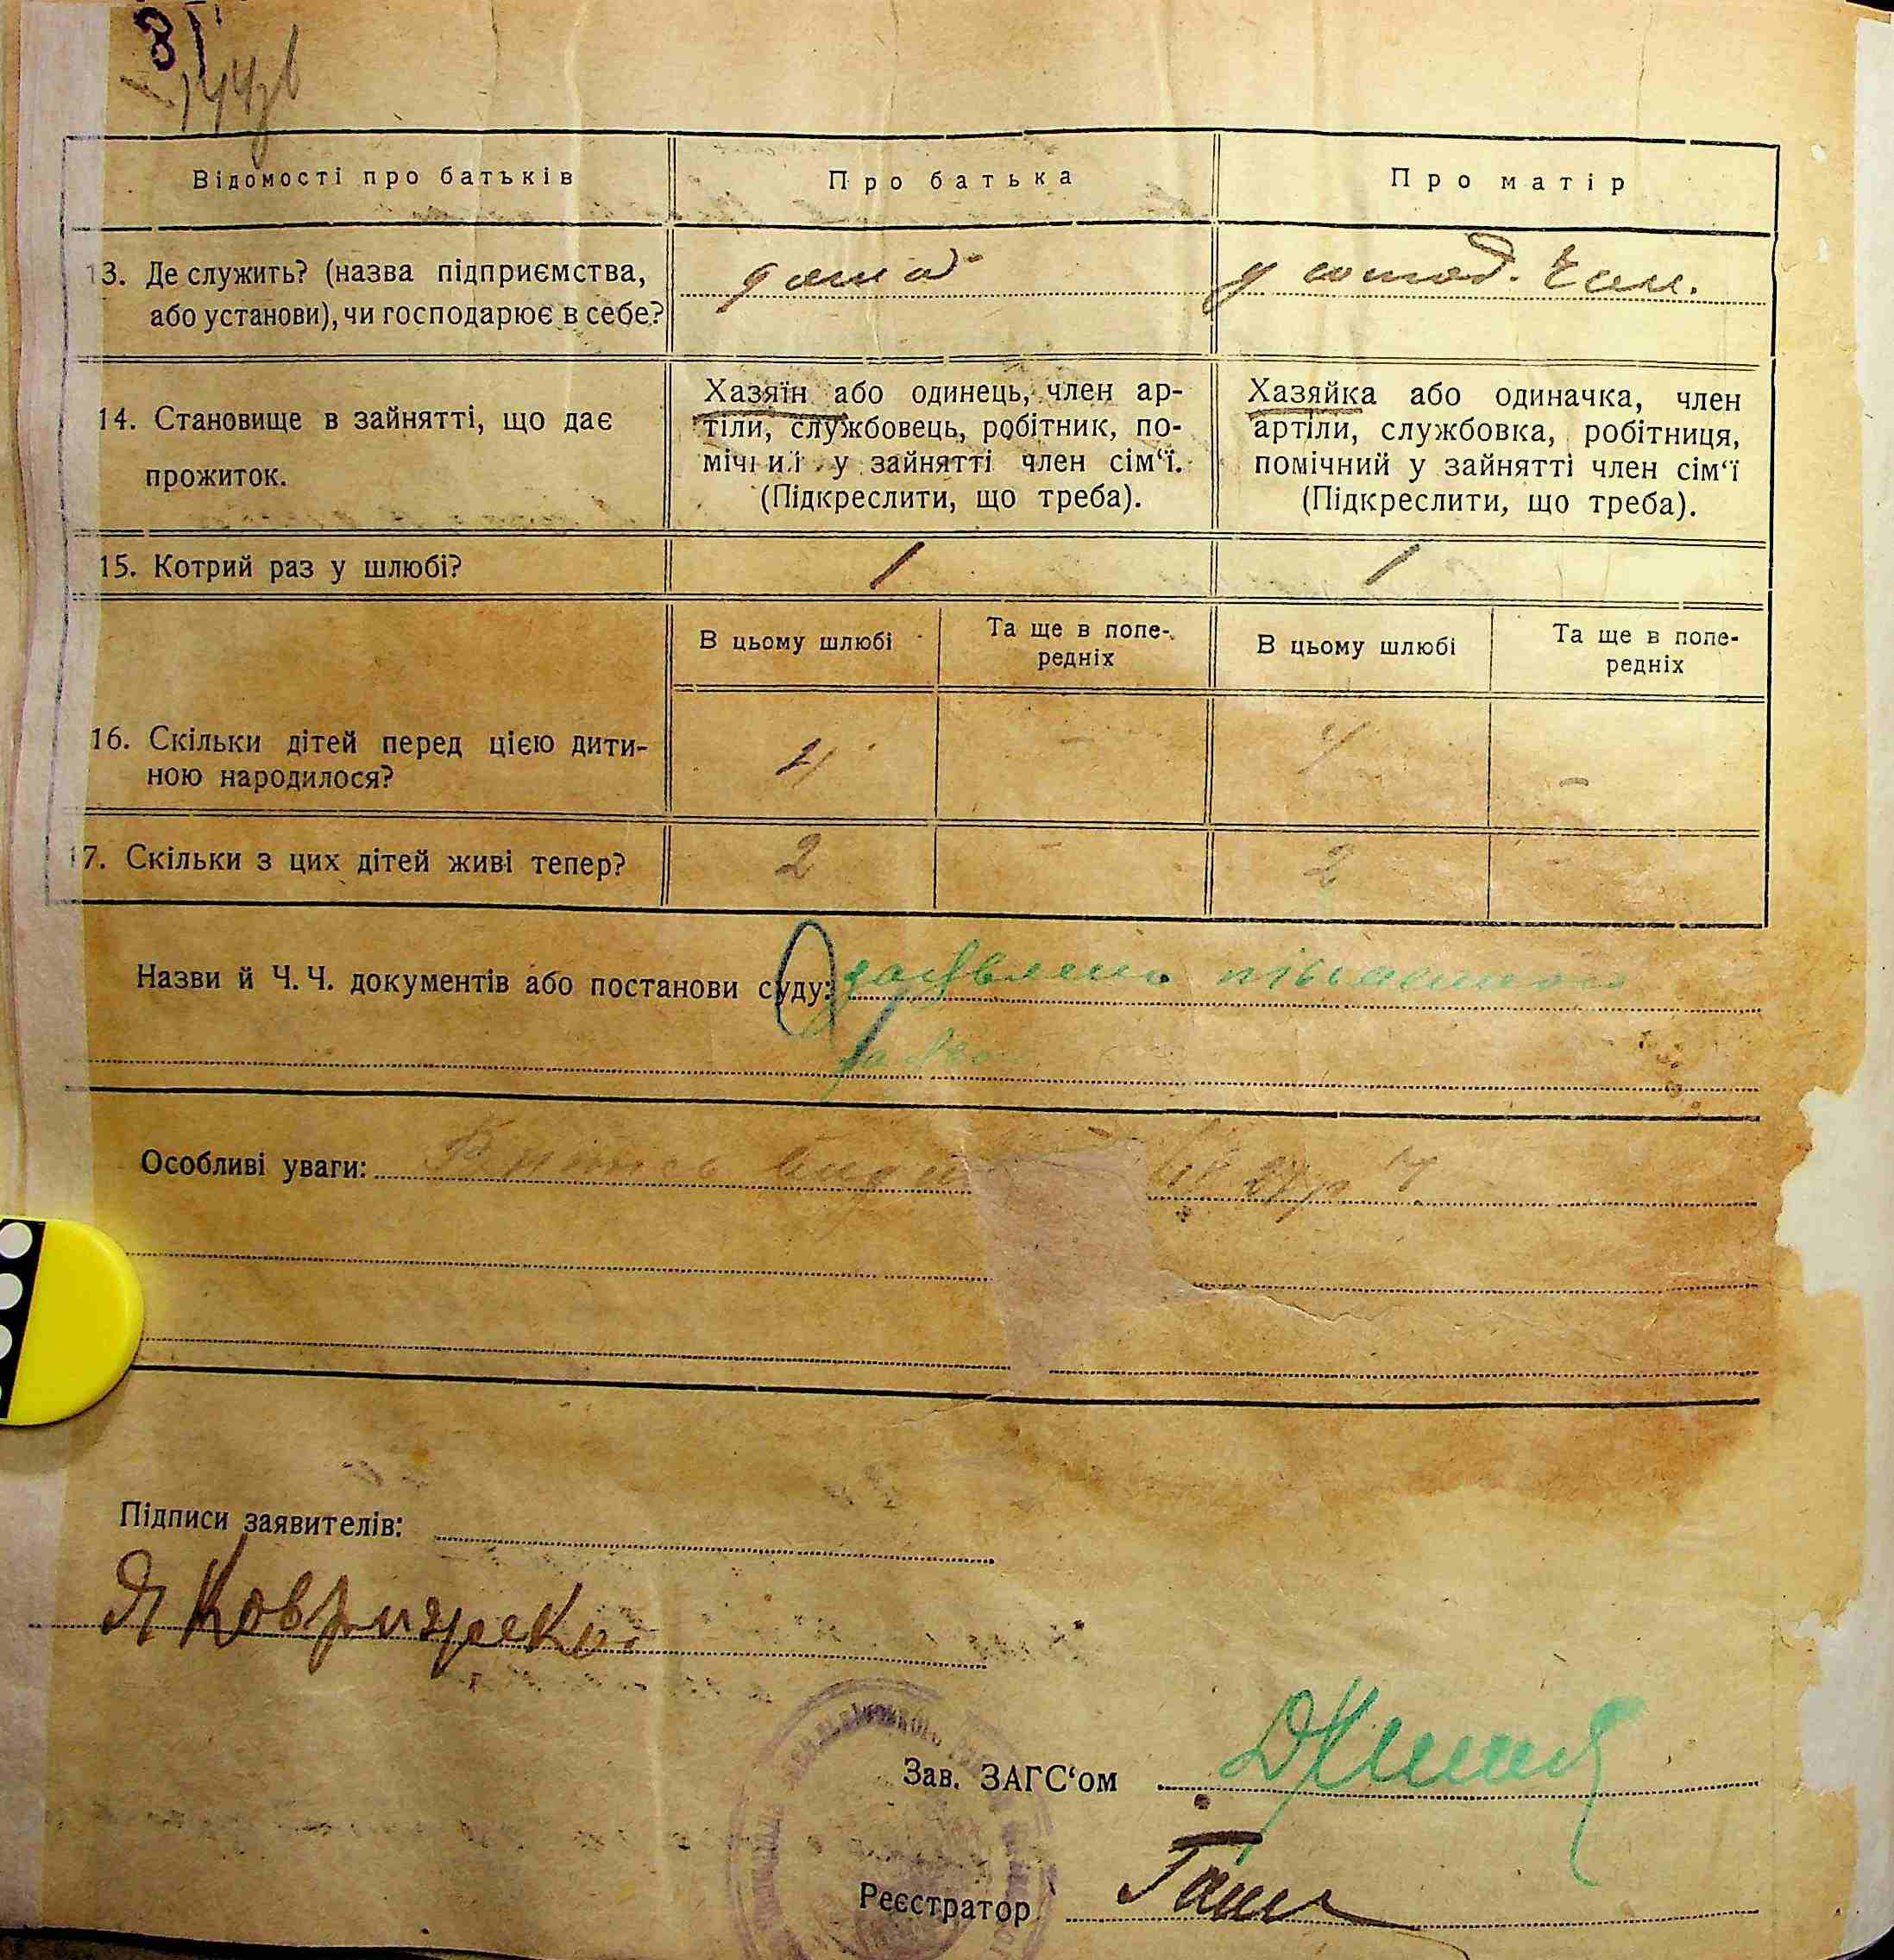 31
Відомості про батьків
Про батька
Про матір
13. Де служить? (назва підприємства,
або установи), чи господарює в себе?
дома
у господ. Член.
14. Становище в зайнятті, що дає
прожиток.
Хазяїн або одинець, член ар-
тіли, службовець, робітник, по-
мічний у зайнятті член сім‘ї.
(Підкреслити, що треба).
Хазяйка або одиначка, член
артіли, службовка, робітниця,
помічний у зайнятті член сім‘ї
(Підкреслити, що треба).
15. Котрий раз у шлюбі?
1
1
В цьому шлюбі
Та ще в попе-
редніх
В цьому шлюбі
Та ще в попе-
редніх
16. Скільки дітей перед цією дити-
ною народилося?
4
-
4
-
17. Скільки з цих дітей живі тепер?
2
-
2
-
Назви й Ч. Ч. документів або постанови суду:
Особливі уваги:
Підписи заявителів:
Я
Зав. ЗАГС‘ом
Реєстратор